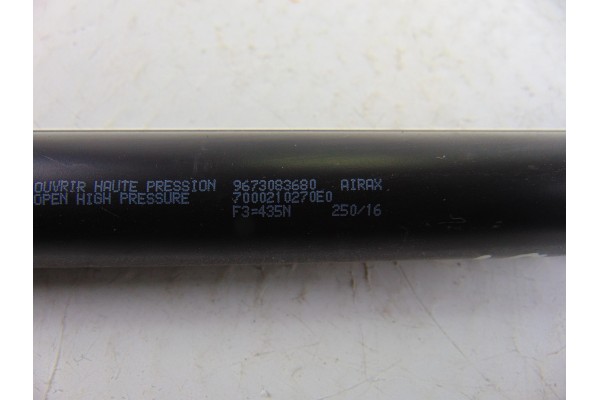 OUVRIR HAUTE PRESSION 9673083680 AIRAX
OPEN HIGH PRESSURE 7000210270E0
F3=435N 250/16